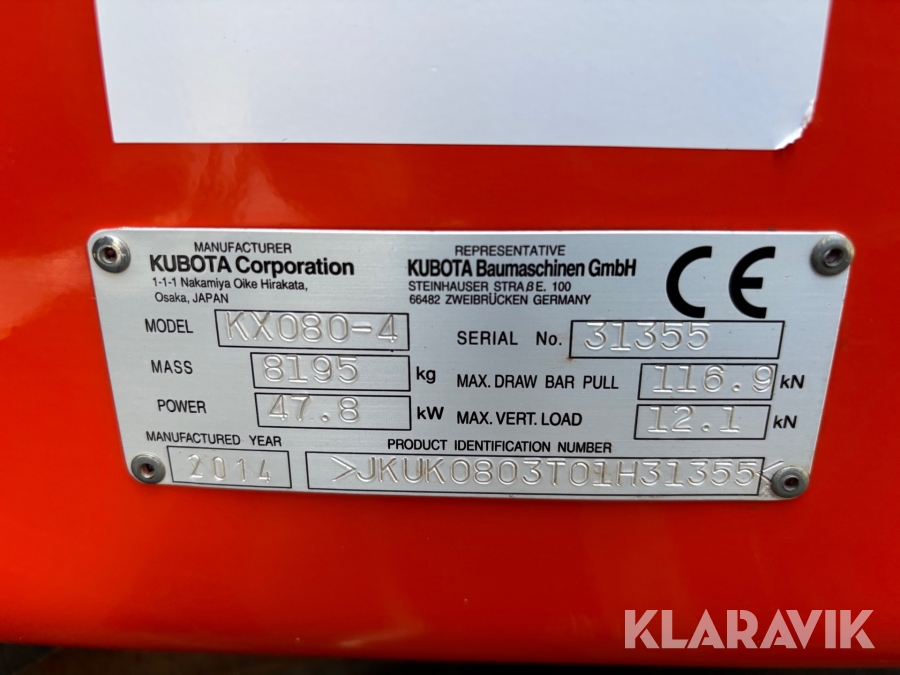 MANUFACTURER
KUBOTA Corporation
1-1-1 Nakamiya Oike Hirakata,
Osaka, JAPAN
REPRESENTATIVE
KUBOTA Baumaschinen GmbH
STEINHAUSER STRAßE. 100
66482 ZWEIBRÜCKEN GERMANY
CE
MODEL KX080-4
SERIAL No. 31355
MASS 8195 kg
MAX. DRAW BAR PULL 116.9 kN
POWER 47.8 kW
MAX. VERT. LOAD 12.1 kN
MANUFACTURED YEAR
2014
PRODUCT IDENTIFICATION NUMBER
>JKUK0803T01H31355<
KLARAVIK